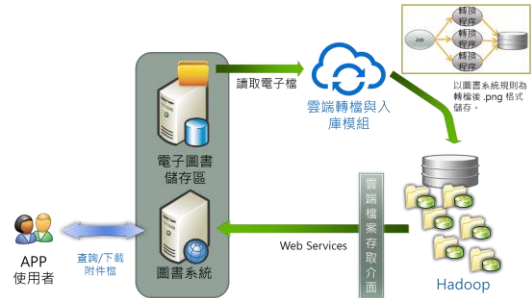 轉換
程序
轉換
程序
轉換
程序
讀取電子檔
雲端轉檔與入
庫模組
以圖書系統規則為
轉檔後 .png 格式
儲存。
電子圖書
儲存區
雲端檔案存取介面
Web Services
圖書系統
APP
使用者
查詢/下載
附件檔
Hadoop